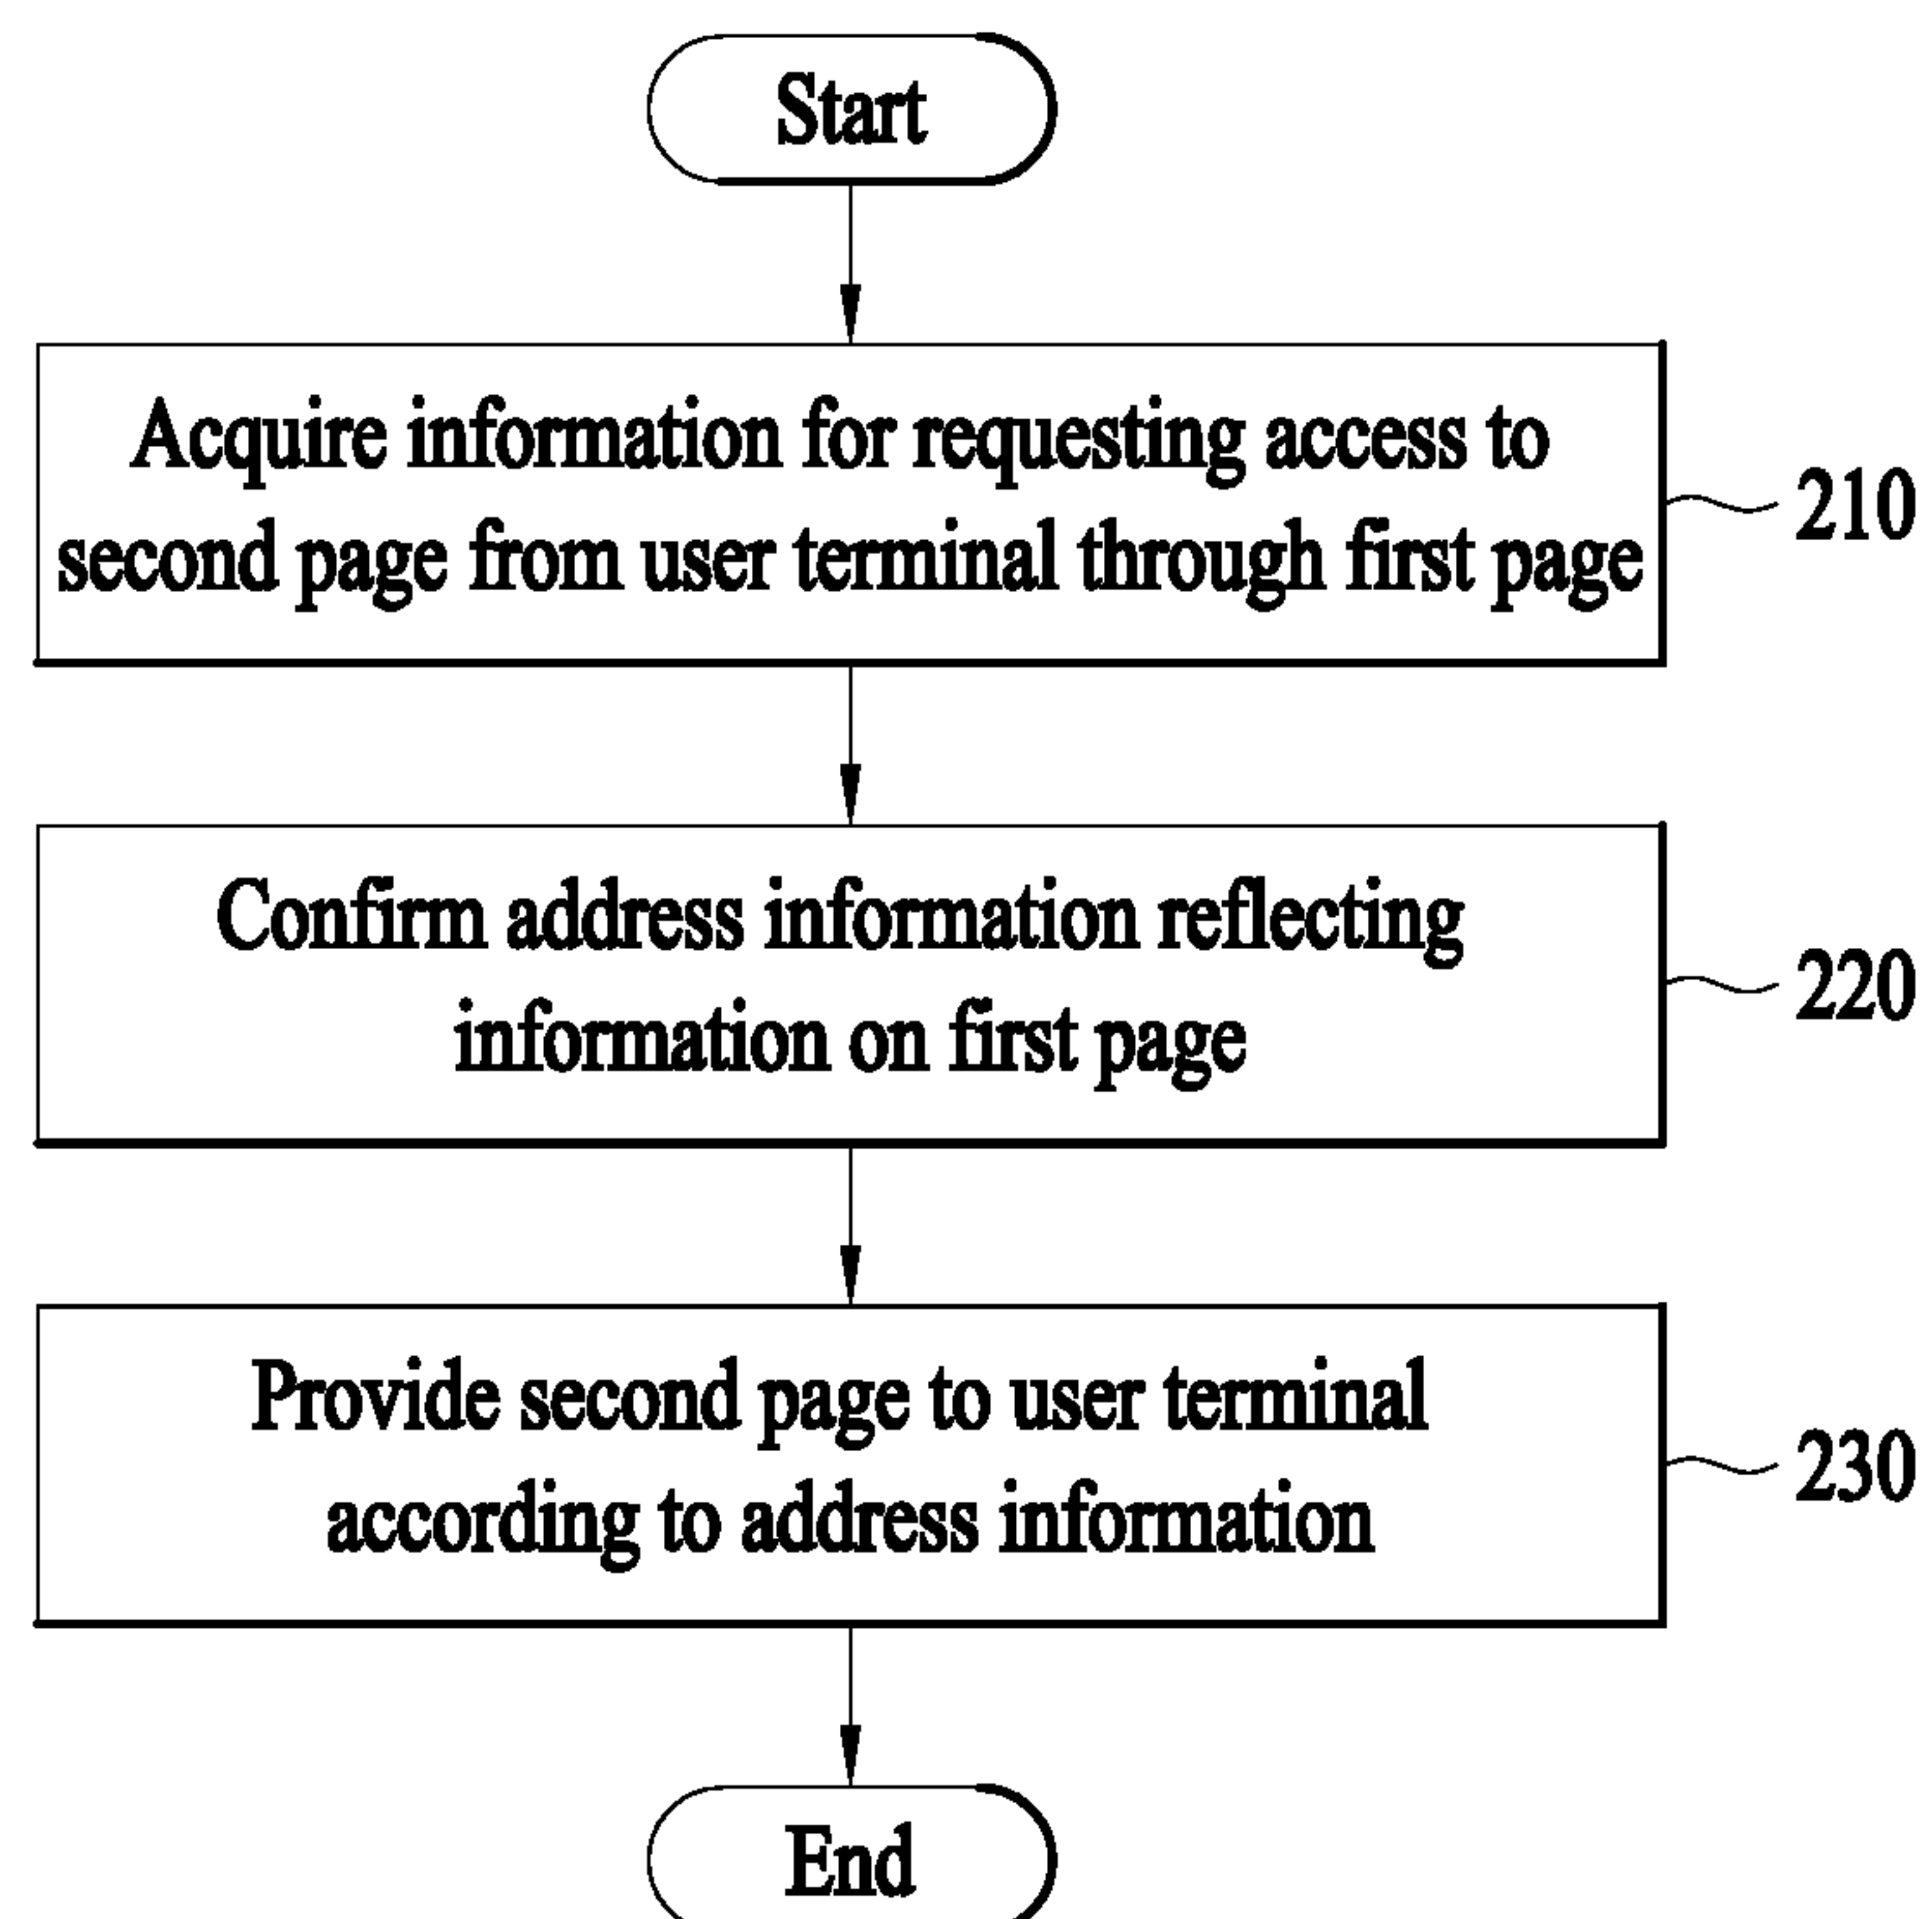 Start
Acquire information for requesting access to
second page from user terminal through first page
210
Confirm address information reflecting
information on first page
220
Provide second page to user terminal
according to address information
230
End